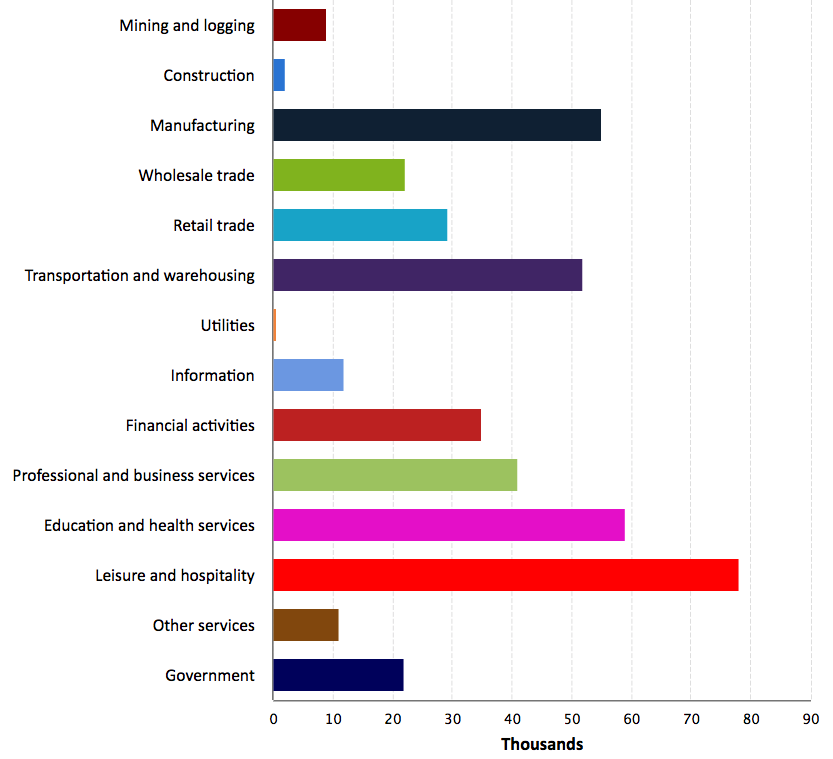 Mining and logging
Construction
Manufacturing
Wholesale trade
Retail trade
Transportation and warehousing
Utilities
Information
Financial activities
Professional and business services
Education and health services
Leisure and hospitality
Other services
Government
0 10 20 30 40 50 60 70 80 90
Thousands